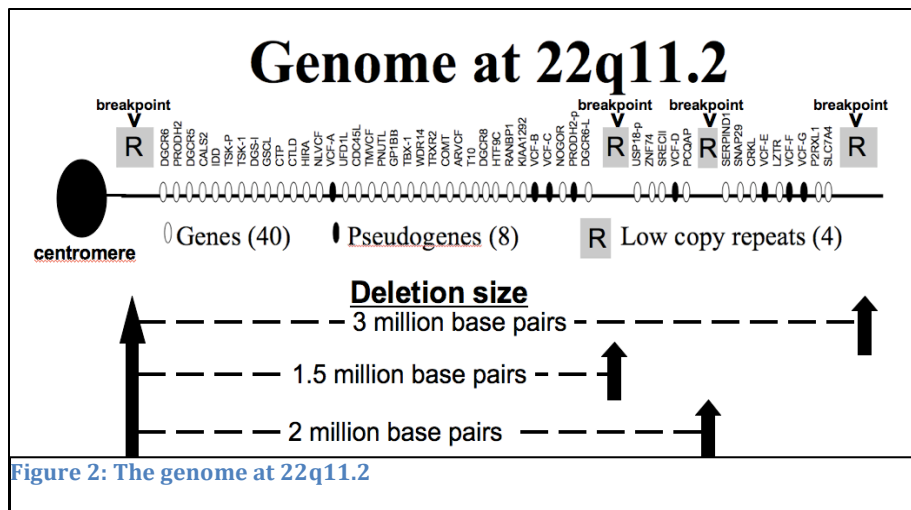 Genome at 22q11.2
breakpoint
breakpoint
breakpoint
breakpoint
R
R
R
R
DGCR6
PRODH2
DGCR5
CALS2
IDD
TSK-P
TSK-1
DGS-I
GSCL
CTP
CTLD
HIRA
NLVCF
VCF-A
UFD1L
CDC45L
TMVCF
PNUTL
GP1BB
TBX-1
WDR14
TRXR2
COMT
ARVCF
T10
DGCR8
HTF9C
RANBP1
KIAA1292
VCF-B
VCF-C
NOGOR
PRODH2-p
DGCR6-L
USP18-p
ZNF74
SRECII
VCF-D
PCQAP
SERPIND1
SNAP29
CRKL
VCF-E
LZTR
VCF-F
VCF-G
P2RXL1
SLC7A4
centromere
Genes (40)
Pseudogenes (8)
R Low copy repeats (4)
Deletion size
3 million base pairs
1.5 million base pairs
2 million base pairs
Figure 2: The genome at 22q11.2